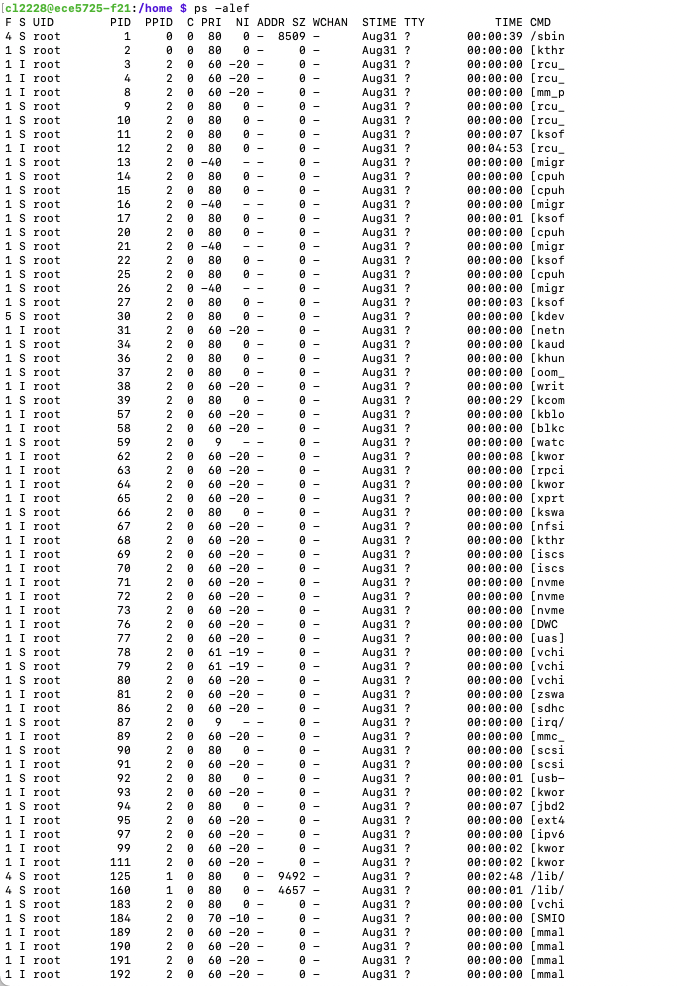 [cl2228@ece5725-f21:/home $ ps -alef
F S UID        PID  PPID  C PRI  NI ADDR SZ WCHAN  STIME TTY          TIME CMD
4 S root         1     0  0  80   0 -  8509 -      Aug31 ?        00:00:39 /sbin
1 S root         2     0  0  80   0 -     0 -      Aug31 ?        00:00:00 [kthr
1 I root         3     2  0  60 -20 -     0 -      Aug31 ?        00:00:00 [rcu_
1 I root         4     2  0  60 -20 -     0 -      Aug31 ?        00:00:00 [rcu_
1 I root         8     2  0  60 -20 -     0 -      Aug31 ?        00:00:00 [mm_p
1 S root         9     2  0  80   0 -     0 -      Aug31 ?        00:00:00 [rcu_
1 S root        10     2  0  80   0 -     0 -      Aug31 ?        00:00:00 [rcu_
1 S root        11     2  0  80   0 -     0 -      Aug31 ?        00:00:07 [ksof
1 I root        12     2  0  80   0 -     0 -      Aug31 ?        00:04:53 [rcu_
1 S root        13     2  0 -40   - -     0 -      Aug31 ?        00:00:00 [migr
1 S root        14     2  0  80   0 -     0 -      Aug31 ?        00:00:00 [cpuh
1 S root        15     2  0  80   0 -     0 -      Aug31 ?        00:00:00 [cpuh
1 S root        16     2  0 -40   - -     0 -      Aug31 ?        00:00:00 [migr
1 S root        17     2  0  80   0 -     0 -      Aug31 ?        00:00:01 [ksof
1 S root        20     2  0  80   0 -     0 -      Aug31 ?        00:00:00 [cpuh
1 S root        21     2  0 -40   - -     0 -      Aug31 ?        00:00:00 [migr
1 S root        22     2  0  80   0 -     0 -      Aug31 ?        00:00:00 [ksof
1 S root        25     2  0  80   0 -     0 -      Aug31 ?        00:00:00 [cpuh
1 S root        26     2  0 -40   - -     0 -      Aug31 ?        00:00:00 [migr
1 S root        27     2  0  80   0 -     0 -      Aug31 ?        00:00:03 [ksof
5 S root        30     2  0  80   0 -     0 -      Aug31 ?        00:00:00 [kdev
1 I root        31     2  0  60 -20 -     0 -      Aug31 ?        00:00:00 [netn
1 S root        34     2  0  80   0 -     0 -      Aug31 ?        00:00:00 [kaud
1 S root        36     2  0  80   0 -     0 -      Aug31 ?        00:00:00 [khun
1 S root        37     2  0  80   0 -     0 -      Aug31 ?        00:00:00 [oom_
1 I root        38     2  0  60 -20 -     0 -      Aug31 ?        00:00:00 [writ
1 S root        39     2  0  80   0 -     0 -      Aug31 ?        00:00:29 [kcom
1 I root        57     2  0  60 -20 -     0 -      Aug31 ?        00:00:00 [kblo
1 I root        58     2  0  60 -20 -     0 -      Aug31 ?        00:00:00 [blkc
1 S root        59     2  0   9   - -     0 -      Aug31 ?        00:00:00 [watc
1 I root        62     2  0  60 -20 -     0 -      Aug31 ?        00:00:08 [kwor
1 I root        63     2  0  60 -20 -     0 -      Aug31 ?        00:00:00 [rpci
1 I root        64     2  0  60 -20 -     0 -      Aug31 ?        00:00:00 [kwor
1 I root        65     2  0  60 -20 -     0 -      Aug31 ?        00:00:00 [xprt
1 S root        66     2  0  80   0 -     0 -      Aug31 ?        00:00:00 [kswa
1 I root        67     2  0  60 -20 -     0 -      Aug31 ?        00:00:00 [nfsi
1 I root        68     2  0  60 -20 -     0 -      Aug31 ?        00:00:00 [kthr
1 I root        69     2  0  60 -20 -     0 -      Aug31 ?        00:00:00 [iscs
1 I root        70     2  0  60 -20 -     0 -      Aug31 ?        00:00:00 [iscs
1 I root        71     2  0  60 -20 -     0 -      Aug31 ?        00:00:00 [nvme
1 I root        72     2  0  60 -20 -     0 -      Aug31 ?        00:00:00 [nvme
1 I root        73     2  0  60 -20 -     0 -      Aug31 ?        00:00:00 [nvme
1 I root        76     2  0  60 -20 -     0 -      Aug31 ?        00:00:00 [DWC
1 I root        77     2  0  60 -20 -     0 -      Aug31 ?        00:00:00 [uas]
1 S root        78     2  0  61 -19 -     0 -      Aug31 ?        00:00:00 [vchi
1 S root        79     2  0  61 -19 -     0 -      Aug31 ?        00:00:00 [vchi
1 S root        80     2  0  60 -20 -     0 -      Aug31 ?        00:00:00 [vchi
1 I root        81     2  0  60 -20 -     0 -      Aug31 ?        00:00:00 [zswa
1 I root        86     2  0  60 -20 -     0 -      Aug31 ?        00:00:00 [sdhc
1 S root        87     2  0   9   - -     0 -      Aug31 ?        00:00:00 [irq/
1 I root        89     2  0  60 -20 -     0 -      Aug31 ?        00:00:00 [mmc_
1 S root        90     2  0  80   0 -     0 -      Aug31 ?        00:00:00 [scsi
1 I root        91     2  0  60 -20 -     0 -      Aug31 ?        00:00:00 [scsi
1 S root        92     2  0  80   0 -     0 -      Aug31 ?        00:00:01 [usb-
1 I root        93     2  0  60 -20 -     0 -      Aug31 ?        00:00:02 [kwor
1 S root        94     2  0  80   0 -     0 -      Aug31 ?        00:00:07 [jbd2
1 I root        95     2  0  60 -20 -     0 -      Aug31 ?        00:00:00 [ext4
1 I root        97     2  0  60 -20 -     0 -      Aug31 ?        00:00:00 [ipv6
1 I root        99     2  0  60 -20 -     0 -      Aug31 ?        00:00:02 [kwor
1 I root       111     2  0  60 -20 -     0 -      Aug31 ?        00:00:02 [kwor
4 S root       125     1  0  80   0 -  9492 -      Aug31 ?        00:02:48 /lib/
4 S root       160     1  0  80   0 -  4657 -      Aug31 ?        00:00:01 /lib/
1 S root       183     2  0  80   0 -     0 -      Aug31 ?        00:00:00 [vchi
1 S root       184     2  0  70 -10 -     0 -      Aug31 ?        00:00:00 [SMIO
1 I root       189     2  0  60 -20 -     0 -      Aug31 ?        00:00:00 [mmal
1 I root       190     2  0  60 -20 -     0 -      Aug31 ?        00:00:00 [mmal
1 I root       191     2  0  60 -20 -     0 -      Aug31 ?        00:00:00 [mmal
1 I root       192     2  0  60 -20 -     0 -      Aug31 ?        00:00:00 [mmal